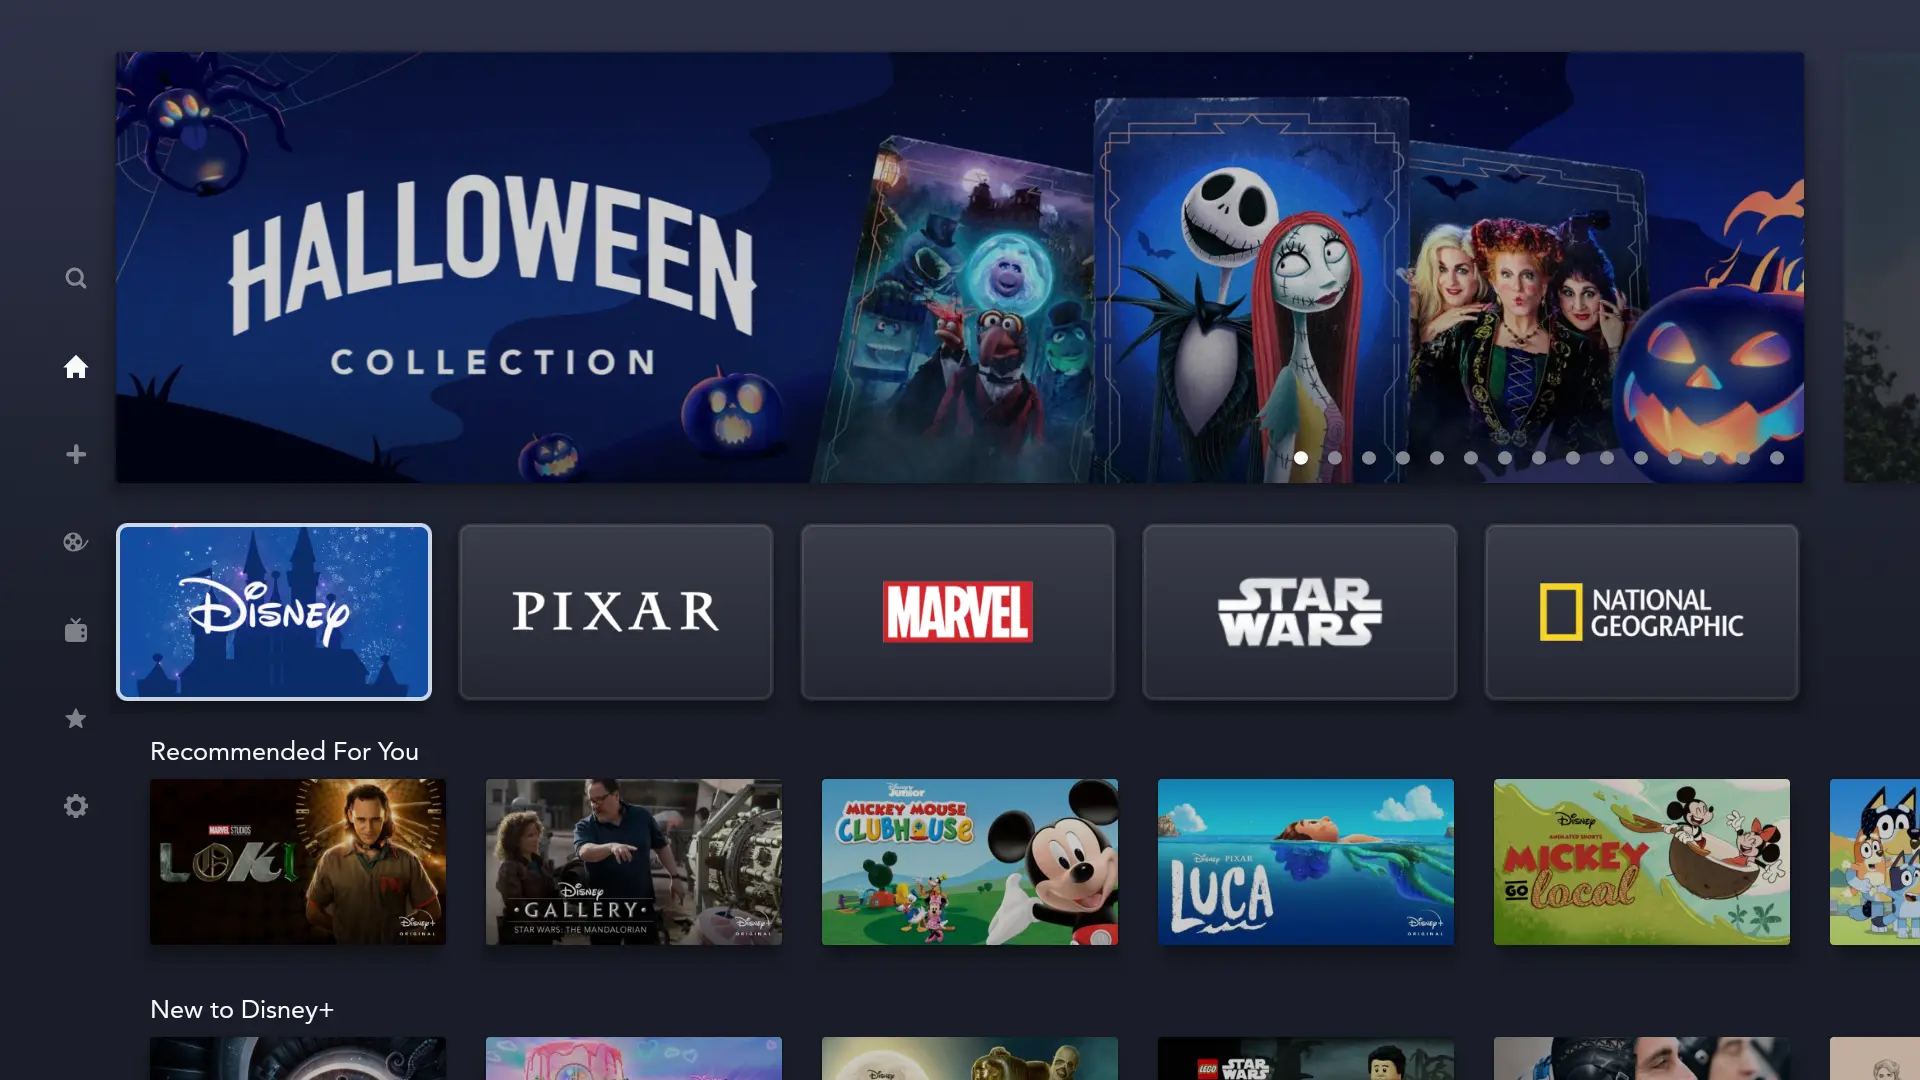 HALLOWEEN
COLLECTION
Disney
PIXAR
MARVEL
STAR
WARS
NATIONAL
GEOGRAPHIC
Recommended For You
MARVEL STUDIOS
LOKI
Disney+
ORIGINAL
Disney
·GALLERY·
STAR WARS: THE MANDALORIAN
Disney+
ORIGINAL
Disney
Junior
MICKEY MOUSE
CLUBHOUSE
Disney PIXAR
LUCA
Disney+
ORIGINAL
Disney
ANIMATED SHORTS
MICKEY
GO local
New to Disney+
Disney
LEGO STAR
WARS